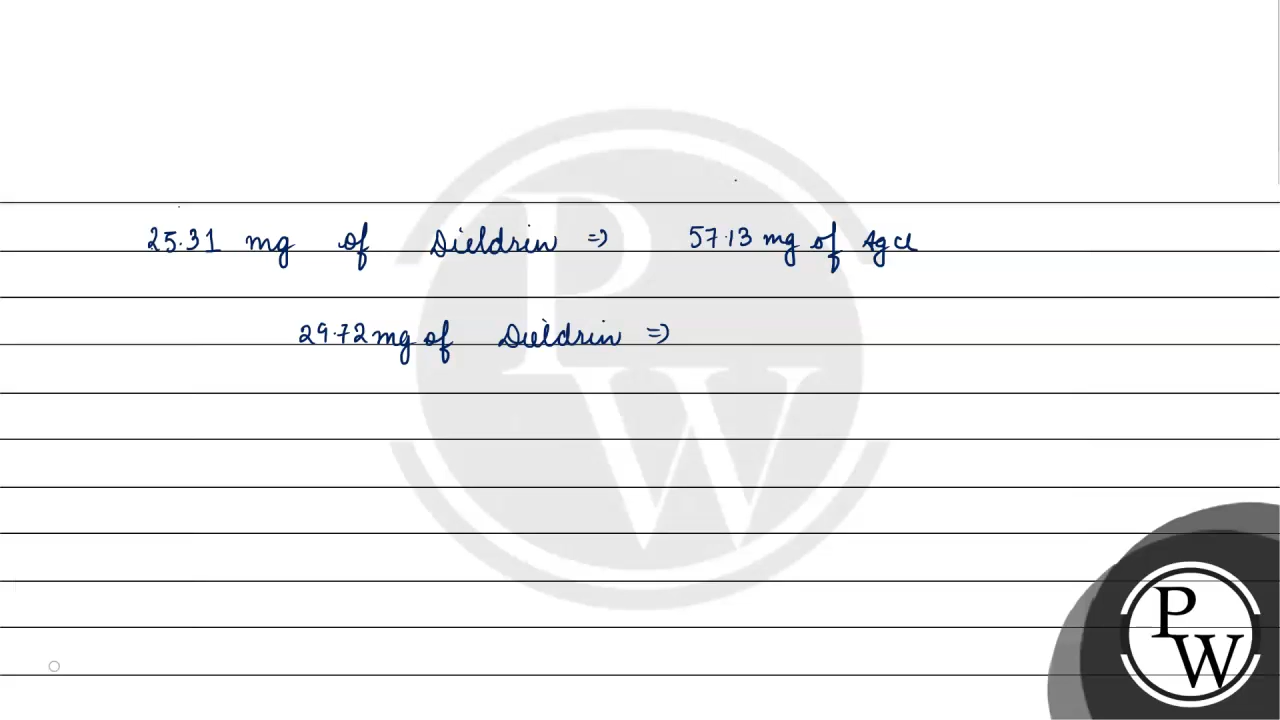 25.31 mg of Dieldrin => 57.13 mg of AgCl
29.72 mg of Dieldrin =>
P
W
P
W